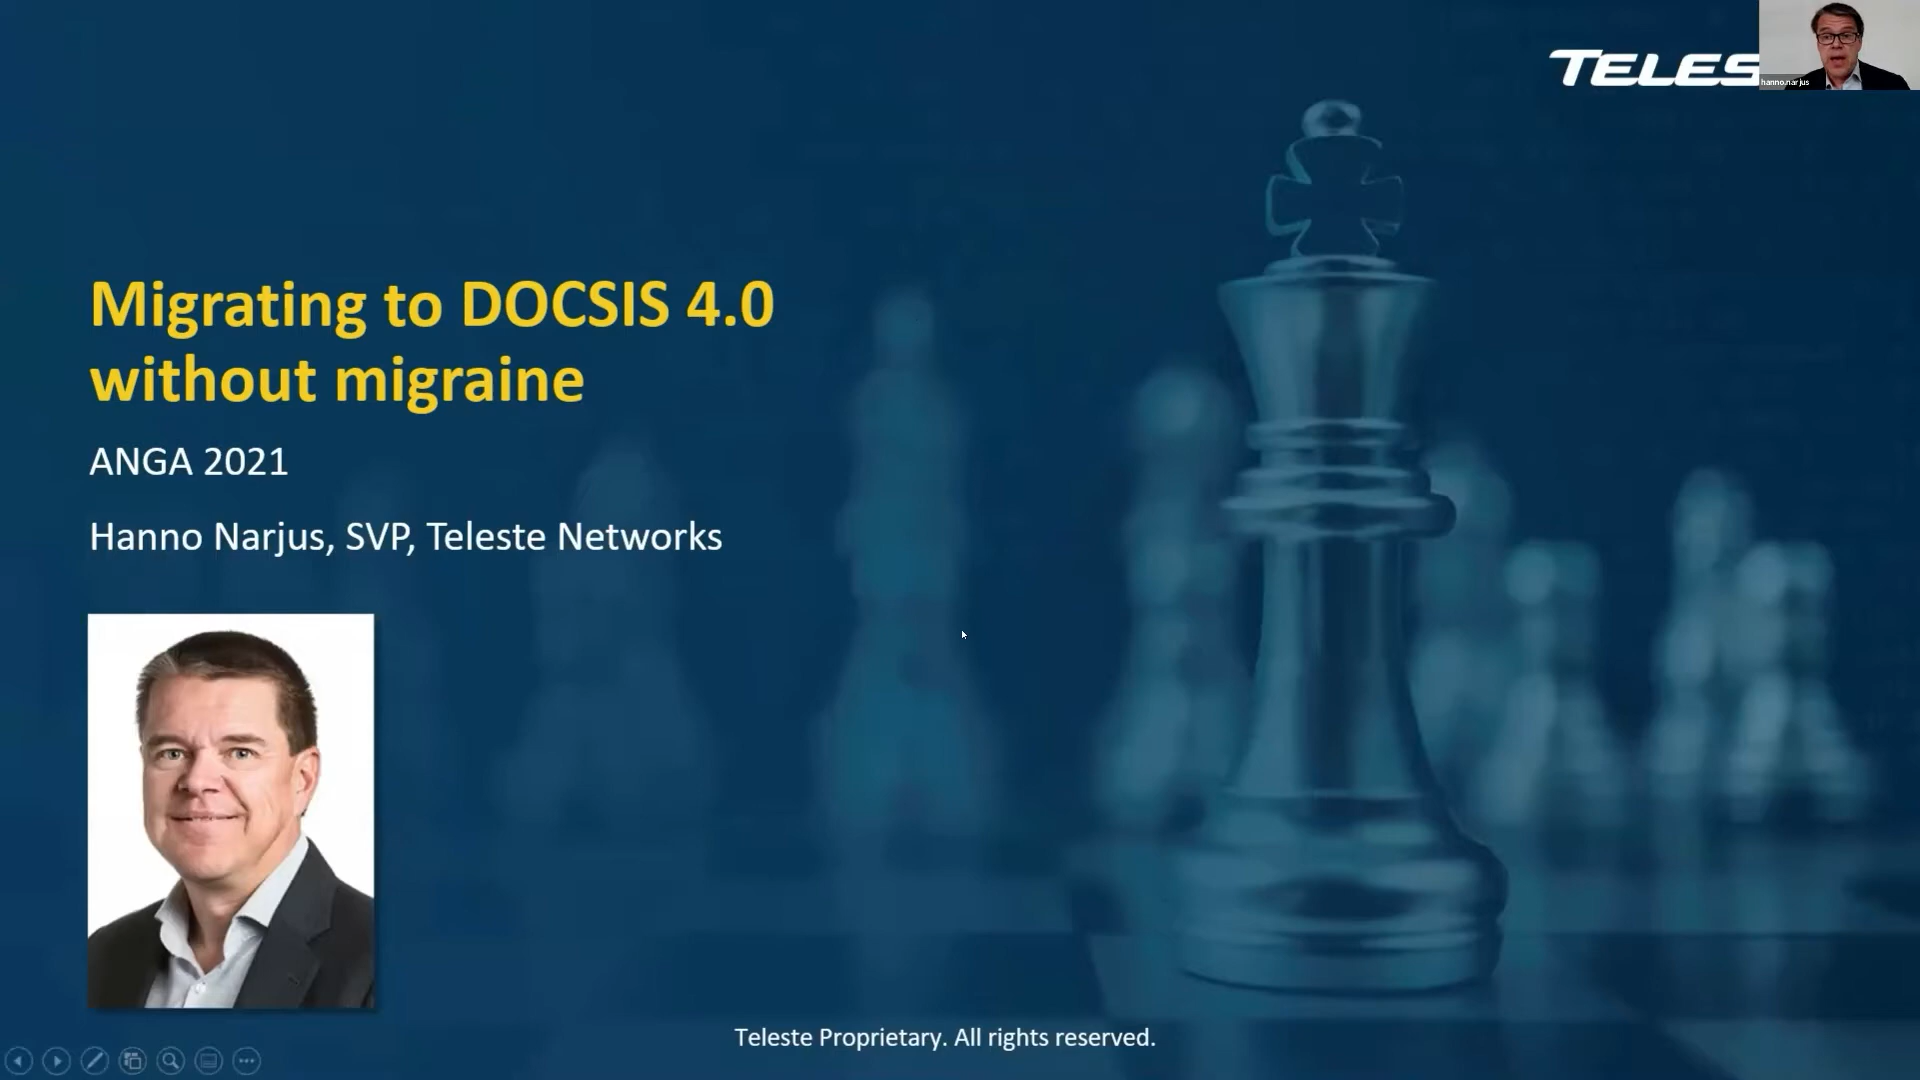 TELES
hanno.narjus
Migrating to DOCSIS 4.0
without migraine
ANGA 2021
Hanno Narjus, SVP, Teleste Networks
Teleste Proprietary. All rights reserved.